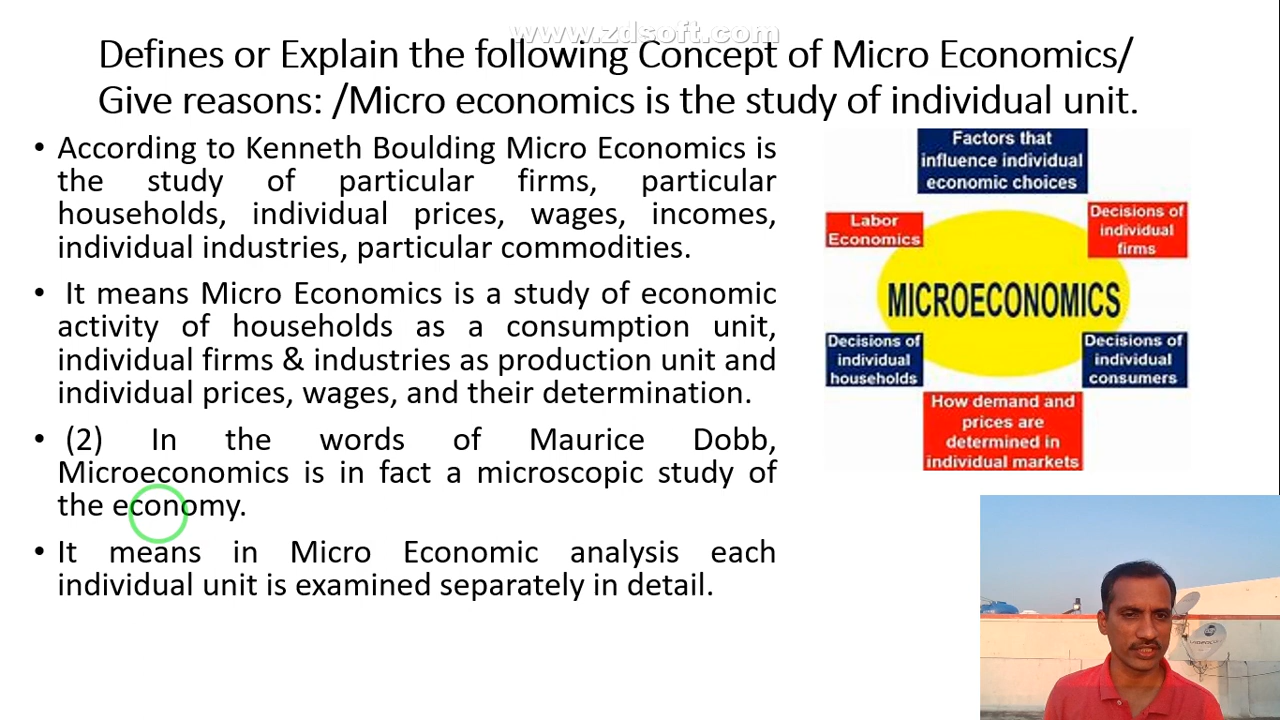 www.zdsoft.com
Defines or Explain the following Concept of Micro Economics/
Give reasons: /Micro economics is the study of individual unit.
• According to Kenneth Boulding Micro Economics is
the study of particular firms, particular
households, individual prices, wages, incomes,
individual industries, particular commodities.
• It means Micro Economics is a study of economic
activity of households as a consumption unit,
individual firms & industries as production unit and
individual prices, wages, and their determination.
• (2) In the words of Maurice Dobb,
Microeconomics is in fact a microscopic study of
the economy.
• It means in Micro Economic analysis each
individual unit is examined separately in detail.
Factors that
influence individual
economic choices
Labor
Economics
Decisions of
individual
firms
MICROECONOMICS
Decisions of
individual
households
Decisions of
individual
consumers
How demand and
prices are
determined in
individual markets